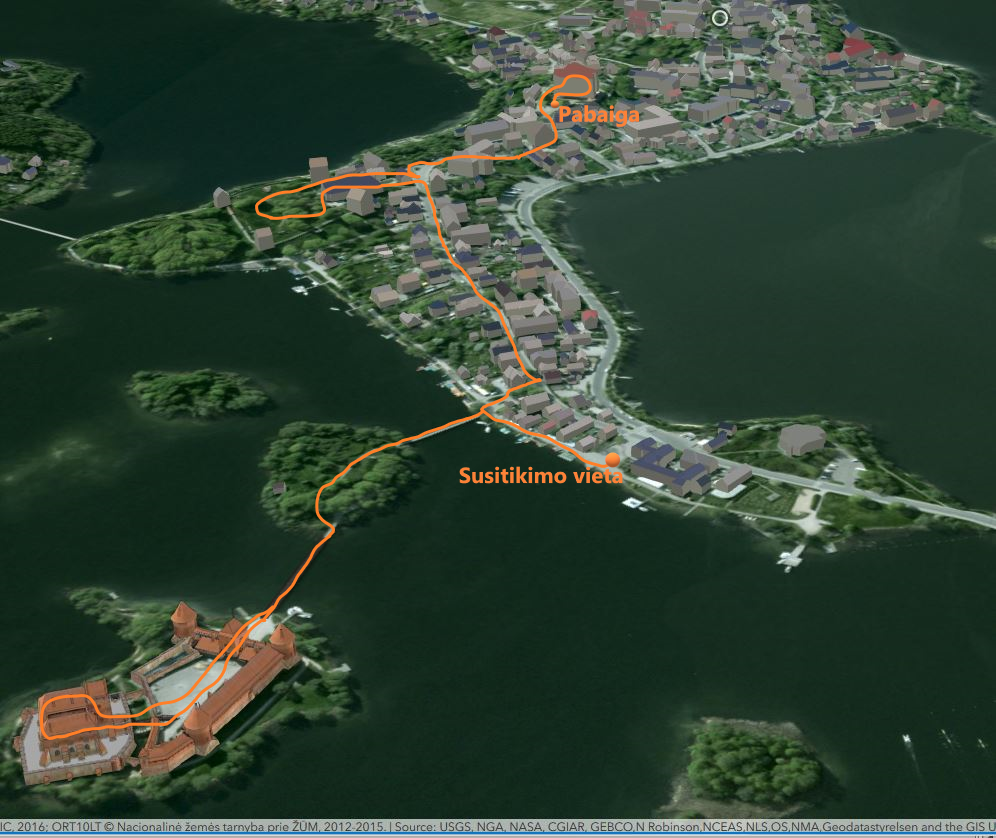 Pabaiga
Susitikimo vieta
IC, 2016; ORT10LT © Nacionalinė žemės tarnyba prie ŽŪM, 2012-2015. | Source: USGS, NGA, NASA, CGIAR, GEBCO,N Robinson,NCEAS,NLS,OS,NMA,Geodatastyrelsen and the GIS U